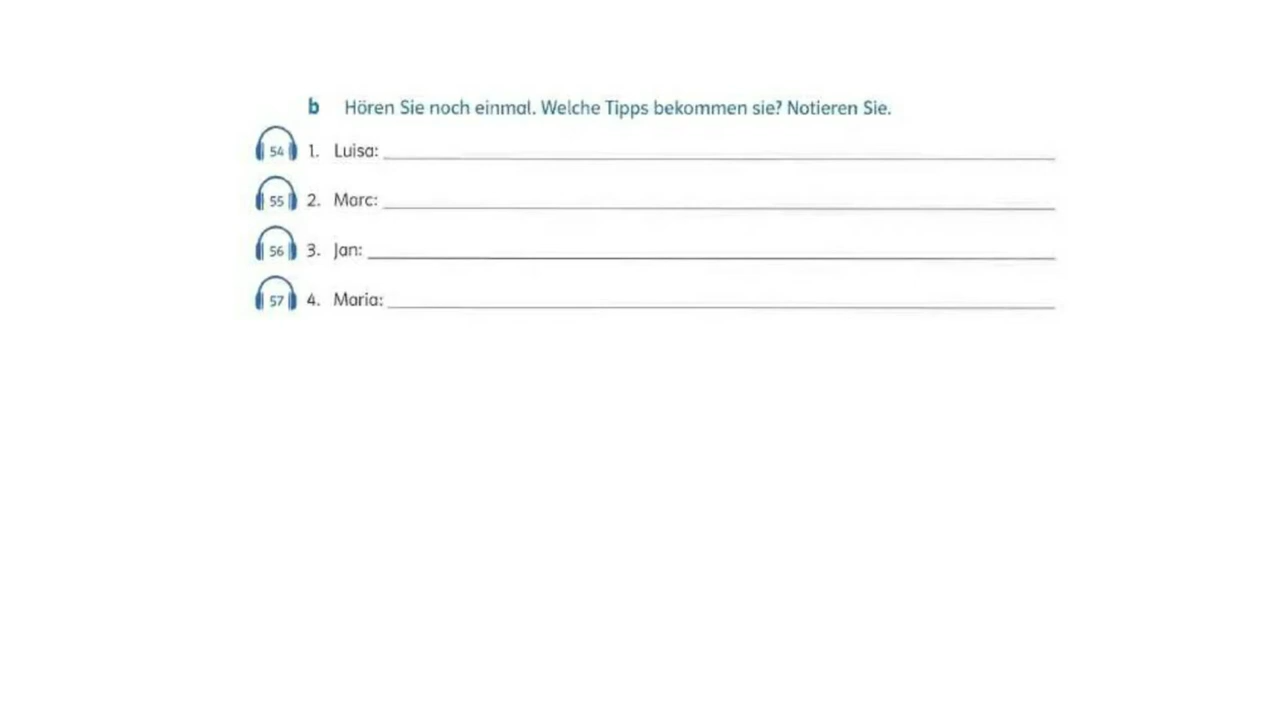 b Hören Sie noch einmal. Welche Tipps bekommen sie? Notieren Sie.
54 1. Luisa:
55 2. Marc:
56 3. Jan:
57 4. Maria: